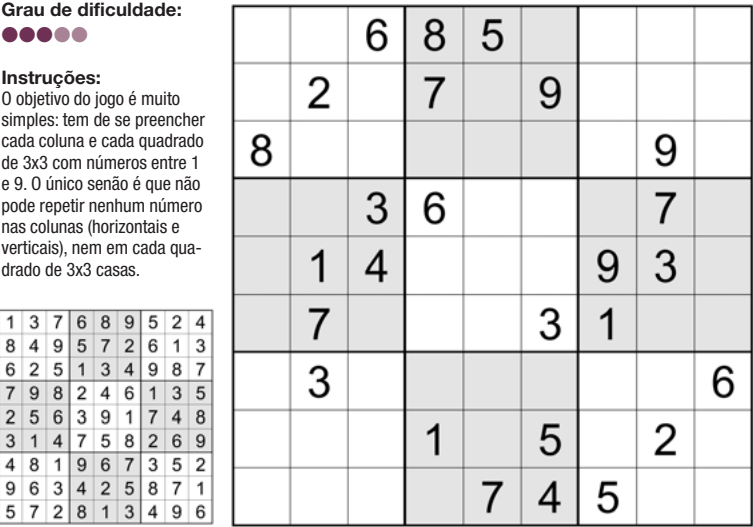 Grau de dificuldade:
Instruções:
O objetivo do jogo é muito
simples: tem de se preencher
cada coluna e cada quadrado
de 3x3 com números entre 1
e 9. O único senão é que não
pode repetir nenhum número
nas colunas (horizontais e
verticais), nem em cada qua-
drado de 3x3 casas.
1 3 7 6 8 9 5 2 4
8 4 9 5 7 2 6 1 3
6 2 5 1 3 4 9 8 7
7 9 8 2 4 6 1 3 5
2 5 6 3 9 1 7 4 8
3 1 4 7 5 8 2 6 9
4 8 1 9 6 7 3 5 2
9 6 3 4 2 5 8 7 1
5 7 2 8 1 3 4 9 6
6 8 5
2 7 9
8 9
3 6 7
1 4 9 3
7 3 1
3 6
1 5 2
7 4 5